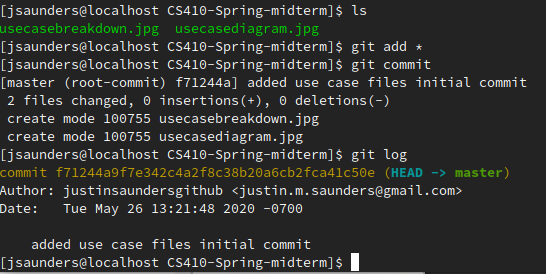 [jsaunders@localhost CS410-Spring-midterm]$ ls
usecasebreakdown.jpg  usecasediagram.jpg
[jsaunders@localhost CS410-Spring-midterm]$ git add *
[jsaunders@localhost CS410-Spring-midterm]$ git commit
[master (root-commit) f71244a] added use case files initial commit
 2 files changed, 0 insertions(+), 0 deletions(-)
 create mode 100755 usecasebreakdown.jpg
 create mode 100755 usecasediagram.jpg
[jsaunders@localhost CS410-Spring-midterm]$ git log
commit f71244a9f7e342c4a2f8c38b20a6cb2fca41c50e (HEAD -> master)
Author: justinsaundersgithub <justin.m.saunders@gmail.com>
Date:   Tue May 26 13:21:48 2020 -0700

    added use case files initial commit
[jsaunders@localhost CS410-Spring-midterm]$